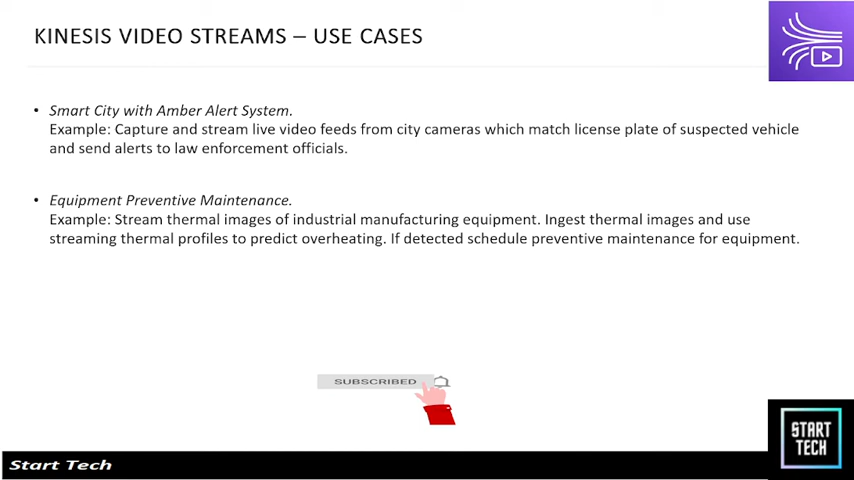 KINESIS VIDEO STREAMS – USE CASES
• Smart City with Amber Alert System.
Example: Capture and stream live video feeds from city cameras which match license plate of suspected vehicle
and send alerts to law enforcement officials.
• Equipment Preventive Maintenance.
Example: Stream thermal images of industrial manufacturing equipment. Ingest thermal images and use
streaming thermal profiles to predict overheating. If detected schedule preventive maintenance for equipment.
SUBSCRIBED
START
TECH
Start Tech